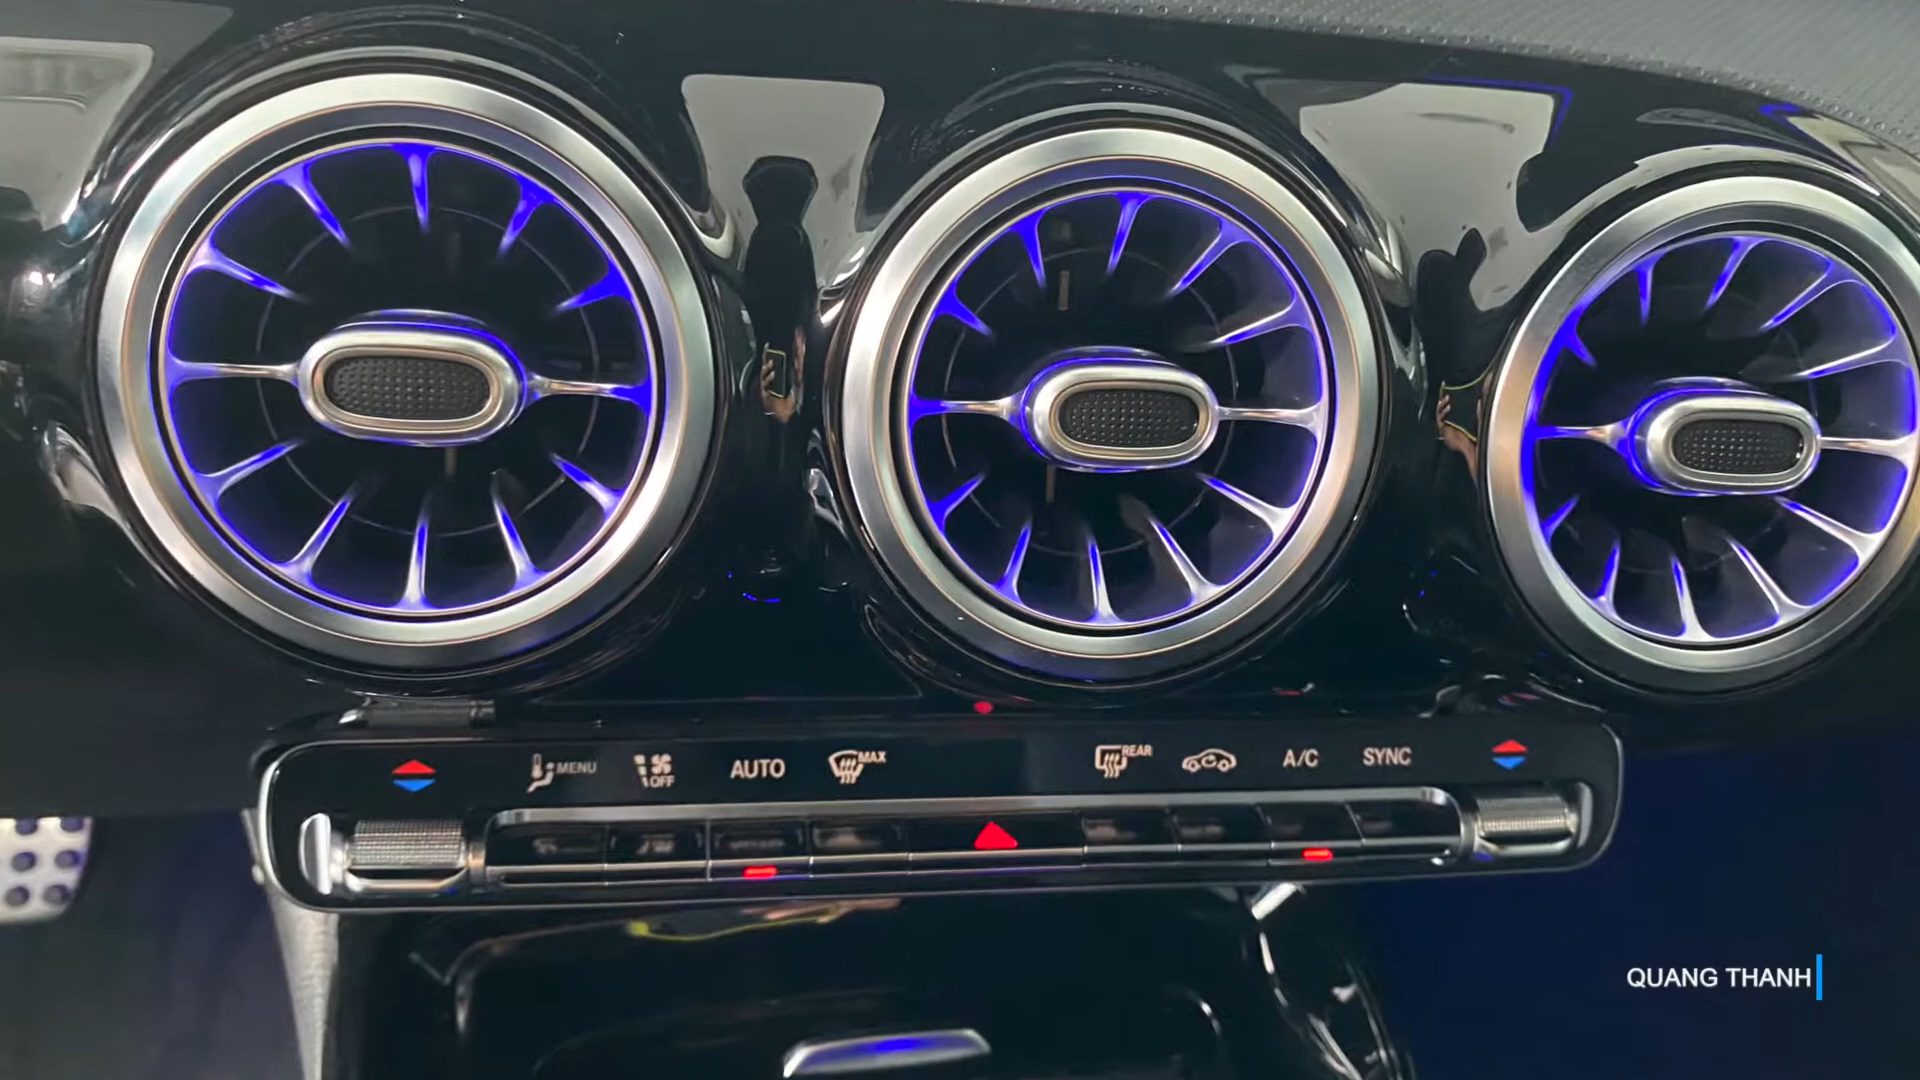 MENU
OFF
AUTO
MAX
REAR
A/C
SYNC
QUANG THANH